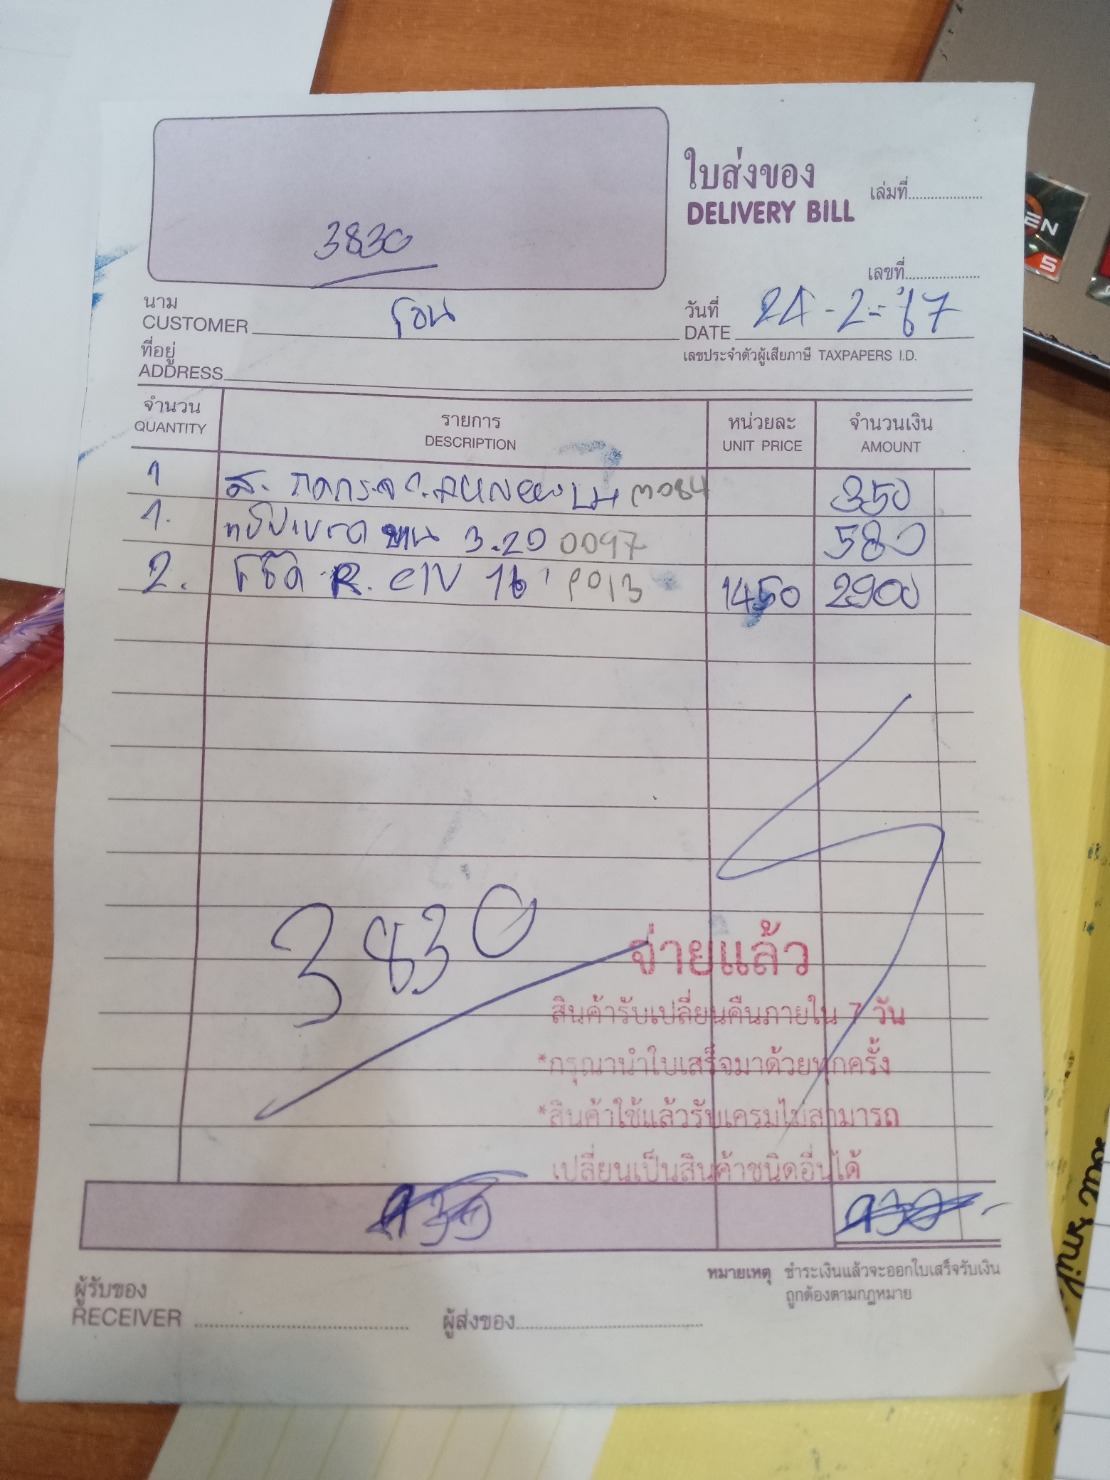 3830
ใบส่งของ
DELIVERY BILL
เล่มที่
เลขที่
นาม
CUSTOMER
วันที่
DATE 24-2-67
ที่อยู่
ADDRESS
เลขประจำตัวผู้เสียภาษี TAXPAPERS I.D.
จำนวน รายการ หน่วยละ จำนวนเงิน
QUANTITY DESCRIPTION UNIT PRICE AMOUNT
1 ส. 350
1. 3.20 0097 580
2. โช๊ค R. 16 1450 2900
3830
จ่ายแล้ว
สินค้ารับเปลี่ยนคืนภายใน 7 วัน
*กรุณานำใบเสร็จมาด้วยทุกครั้ง
*สินค้าใช้แล้วรับเครมไม่สามารถ
เปลี่ยนเป็นสินค้าชนิดอื่นได้
หมายเหตุ ชำระเงินแล้วจะออกใบเสร็จรับเงิน
ถูกต้องตามกฎหมาย
ผู้รับของ
RECEIVER
ผู้ส่งของ